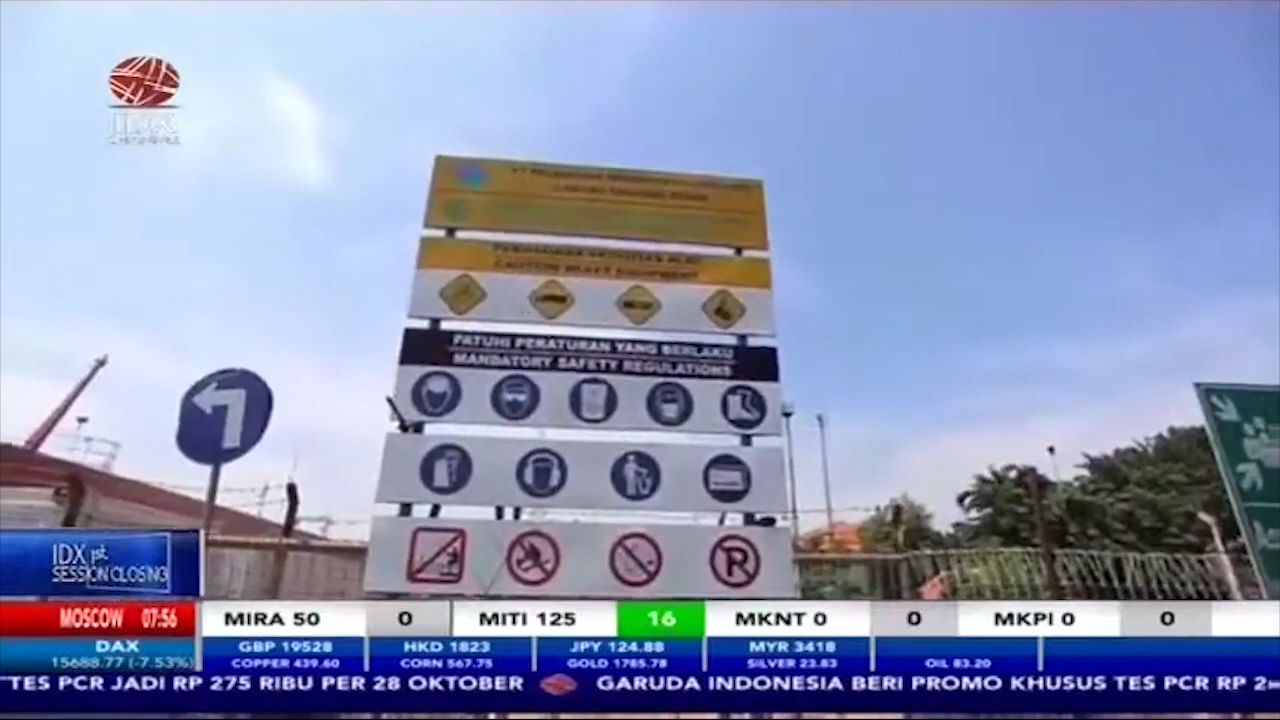 IDX
PATUHI PERATURAN YANG BERLAKU
MANDATORY SAFETY REGULATIONS
CAUTION HEAVY EQUIPMENT
IDX 1st
SESSION CLOSING
MOSCOW 07:56
MIRA 50 0 MITI 125 16 MKNT 0 0 MKPI 0 0
DAX
15688.77 (-7.53%)
GBP 19528 HKD 1823 JPY 124.88 MYR 3418
COPPER 439.60 CORN 567.75 GOLD 1785.78 SILVER 23.83 OIL 83.20
TES PCR JADI RP 275 RIBU PER 28 OKTOBER GARUDA INDONESIA BERI PROMO KHUSUS TES PCR RP 2